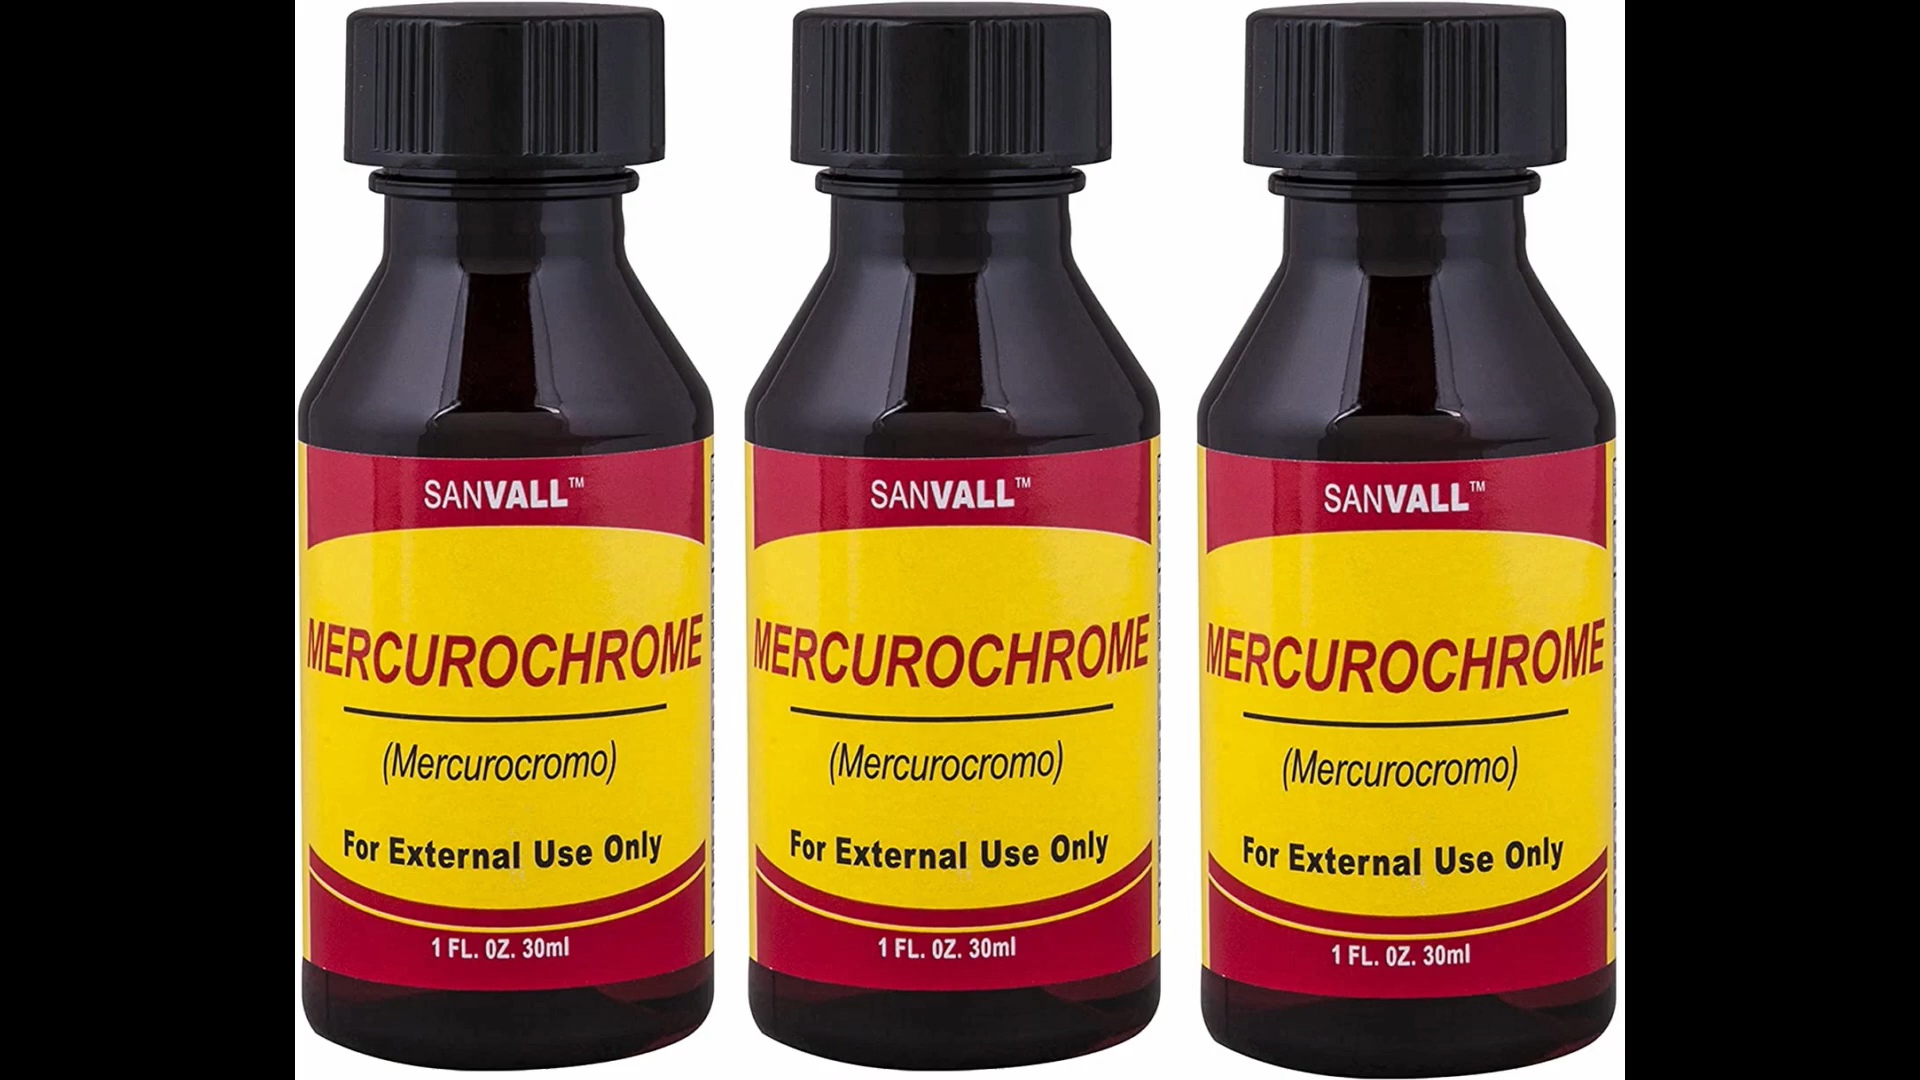 SANVALL™
MERCUROCHROME
(Mercurocromo)
For External Use Only
1 FL. OZ. 30ml
SANVALL™
MERCUROCHROME
(Mercurocromo)
For External Use Only
1 FL. OZ. 30ml
SANVALL™
MERCUROCHROME
(Mercurocromo)
For External Use Only
1 FL. OZ. 30ml